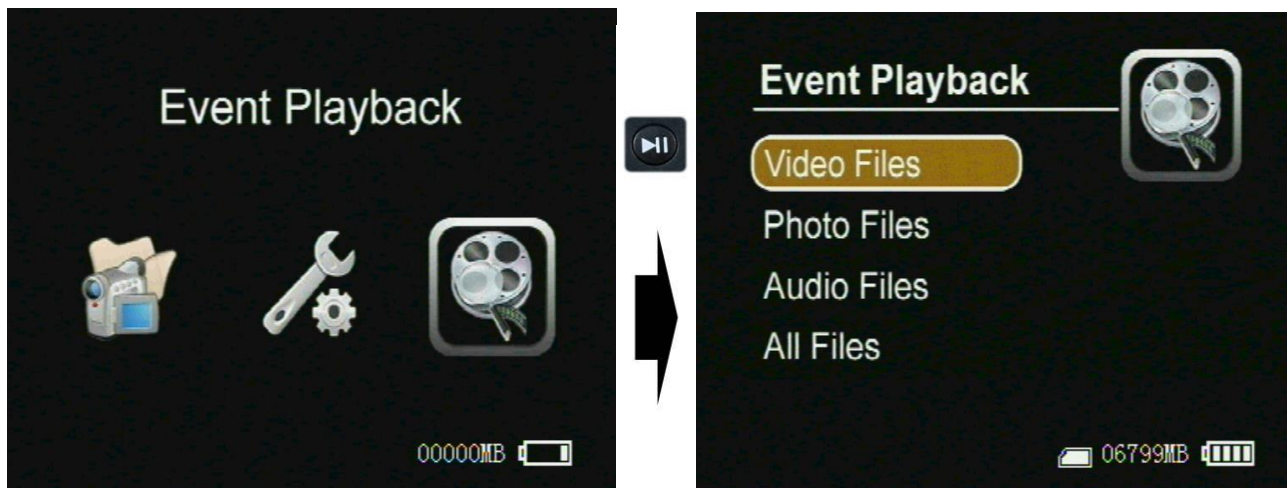 Event Playback
00000MB
Event Playback
Video Files
Photo Files
Audio Files
All Files
06799MB